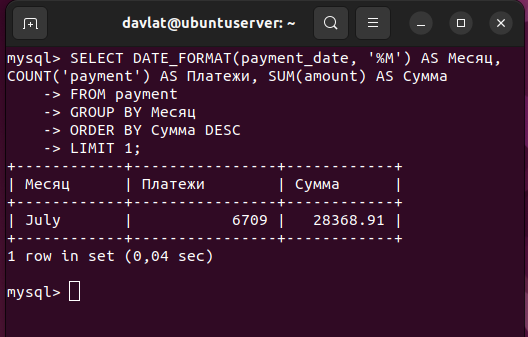 davlat@ubuntuserver: ~
mysql> SELECT DATE_FORMAT(payment_date, '%M') AS Месяц,
COUNT('payment') AS Платежи, SUM(amount) AS Сумма
    -> FROM payment
    -> GROUP BY Месяц
    -> ORDER BY Сумма DESC
    -> LIMIT 1;
+------------+----------------+------------+
| Месяц      | Платежи        | Сумма      |
+------------+----------------+------------+
| July       |           6709 |   28368.91 |
+------------+----------------+------------+
1 row in set (0,04 sec)
mysql>